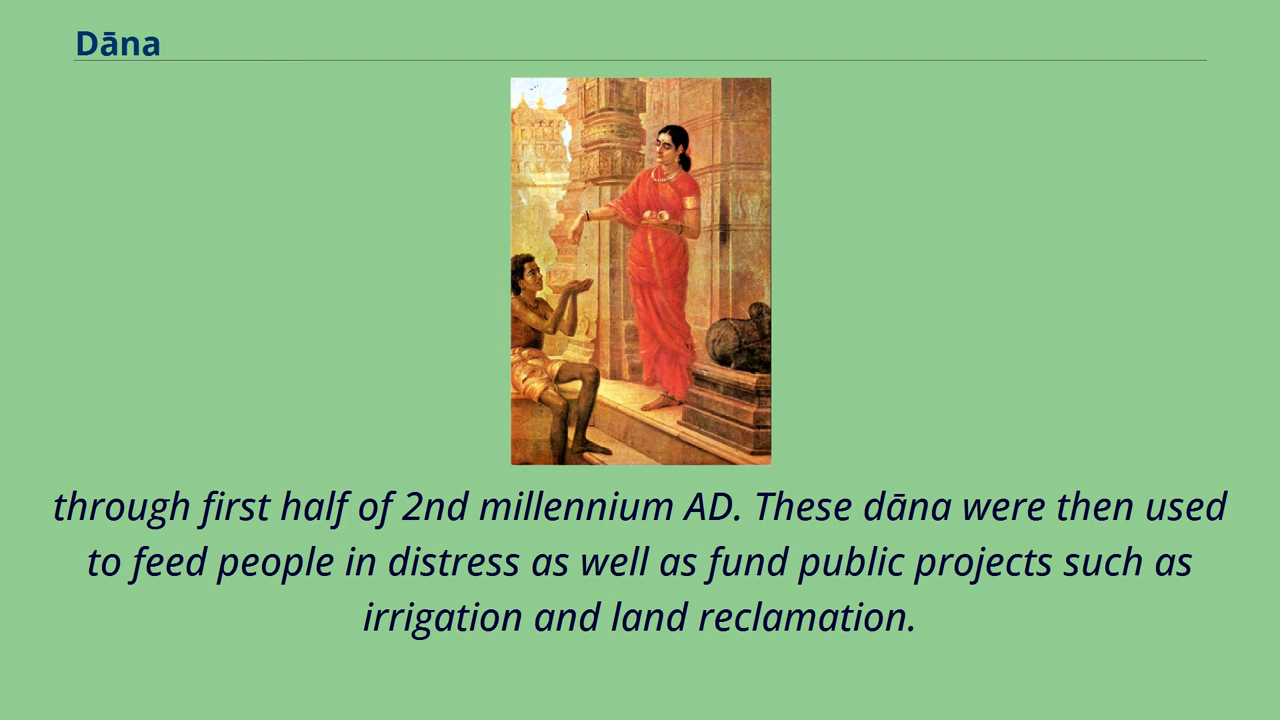 Dāna
through first half of 2nd millennium AD. These dāna were then used
to feed people in distress as well as fund public projects such as
irrigation and land reclamation.